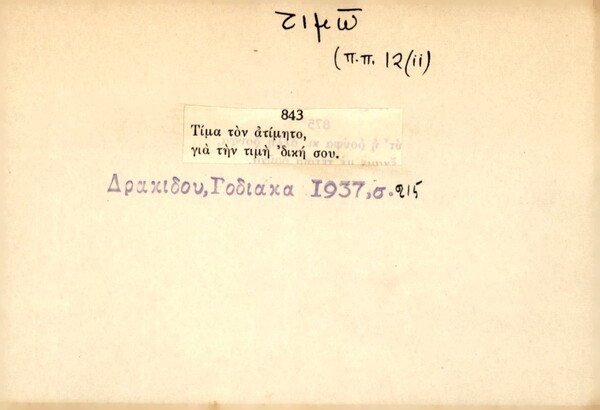 τιμῶ
(π.π. 12(ii)
843
Τίμα τὸν ἀτίμητο,
γιὰ τὴν τιμὴ ᾽δική σου.
Δρακιδου,Γοδιακα 1937,σ.215